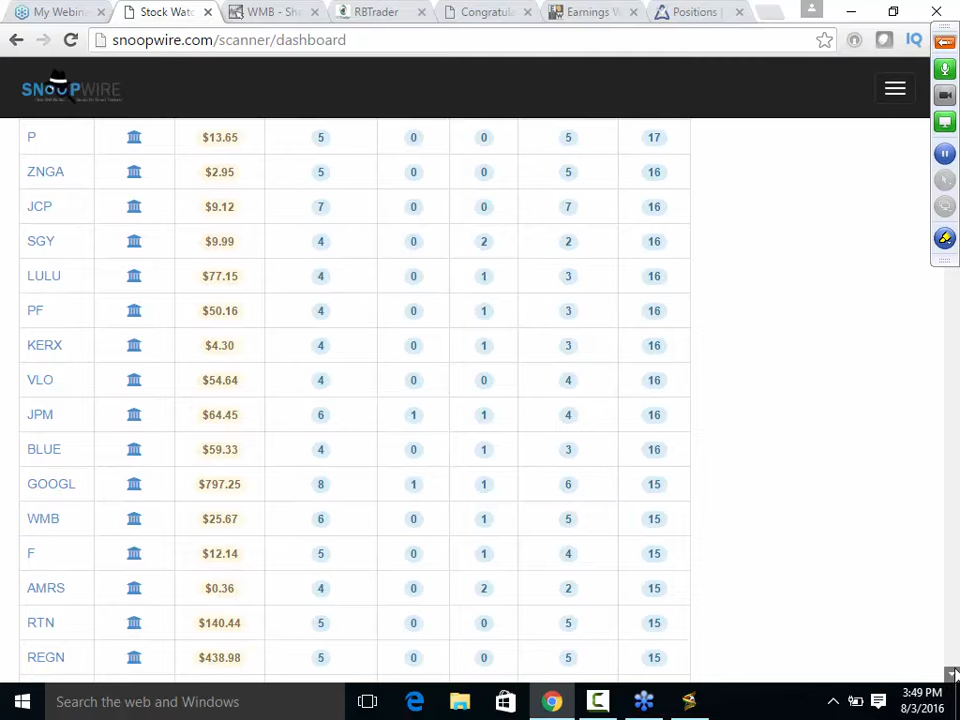 My Webina
Stock Watc
WMB - Sho
RBTrader
Congratula
Earnings W
Positions |
snoopwire.com/scanner/dashboard
IQ
SNOOPWIRE
P $13.65 5 0 0 5 17
ZNGA $2.95 5 0 0 5 16
JCP $9.12 7 0 0 7 16
SGY $9.99 4 0 2 2 16
LULU $77.15 4 0 1 3 16
PF $50.16 4 0 1 3 16
KERX $4.30 4 0 1 3 16
VLO $54.64 4 0 0 4 16
JPM $64.45 6 1 1 4 16
BLUE $59.33 4 0 1 3 16
GOOGL $797.25 8 1 1 6 15
WMB $25.67 6 0 1 5 15
F $12.14 5 0 1 4 15
AMRS $0.36 4 0 2 2 15
RTN $140.44 5 0 0 5 15
REGN $438.98 5 0 0 5 15
Search the web and Windows
3:49 PM
8/3/2016